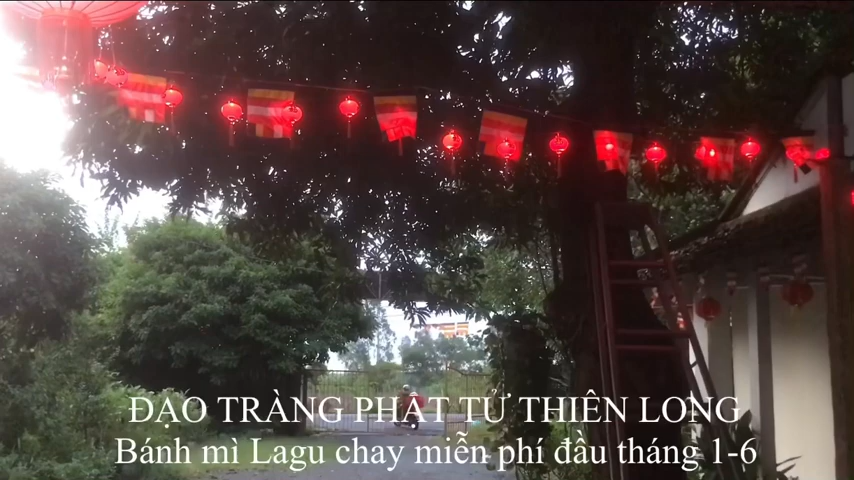 ĐẠO TRÀNG PHẬT TỬ THIÊN LONG
Bánh mì Lagu chay miễn phí đầu tháng 1-6